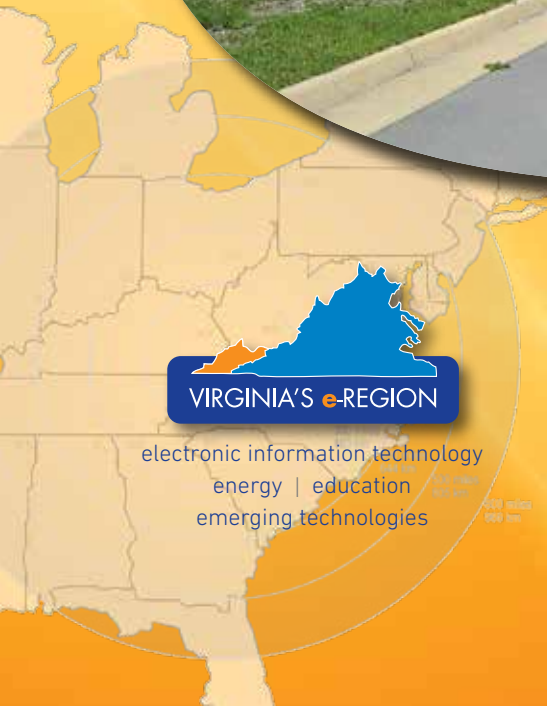 VIRGINIA'S e-REGION
electronic information technology
energy | education
emerging technologies